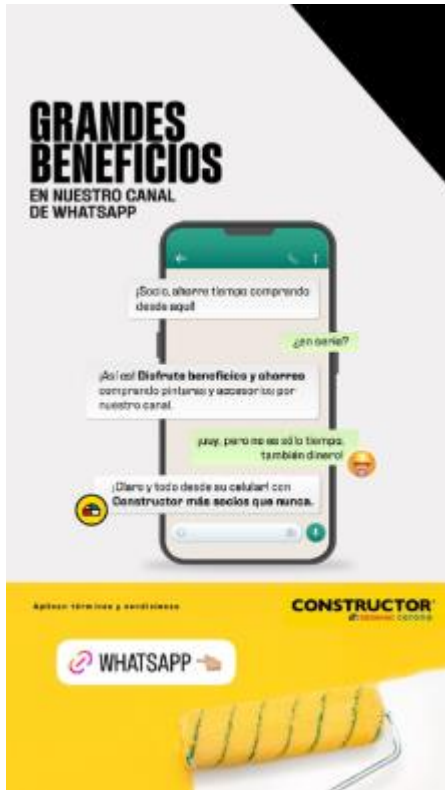 GRANDES
BENEFICIOS
EN NUESTRO CANAL
DE WHATSAPP
¡Socio, ahorre tiempo comprando
desde aquí!
¿en serio?
¡Así es! Disfrute beneficios y ahorros
comprando pinturas y accesorios por
nuestro canal.
¡uuy, pero no es sólo tiempo,
también dinero!
¡Claro y todo desde su celular! con
Constructor más socios que nunca.
Aplican términos y condiciones
CONSTRUCTOR
corona
WHATSAPP